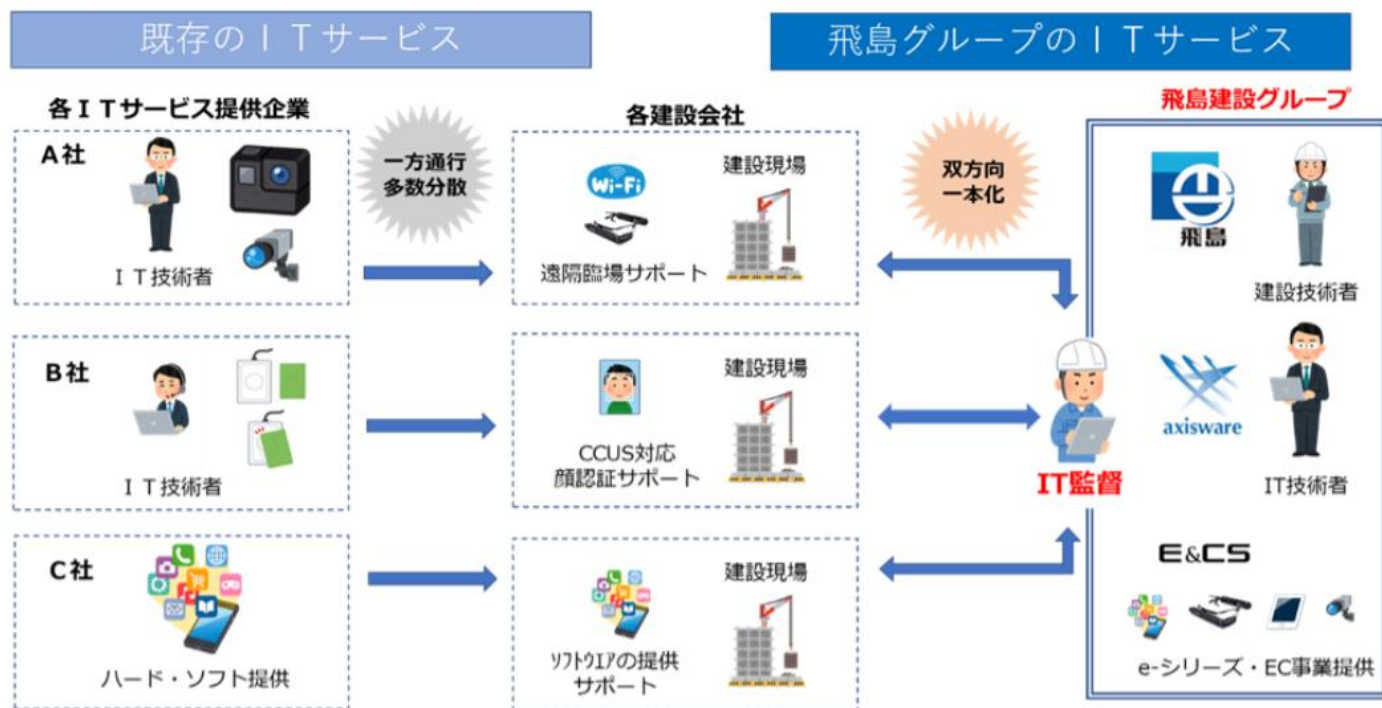 既存のＩＴサービス
飛島グループのＩＴサービス
各ＩＴサービス提供企業
A社
ＩＴ技術者
B社
ＩＴ技術者
C社
ハード・ソフト提供
一方通行
多数分散
各建設会社
Wi-Fi
建設現場
遠隔臨場サポート
建設現場
CCUS対応
顔認証サポート
建設現場
ｿﾌﾄｳｴｱの提供
サポート
双方向
一本化
飛島建設グループ
飛島
建設技術者
IT監督
axisware
IT技術者
E&CS
e-シリーズ・EC事業提供